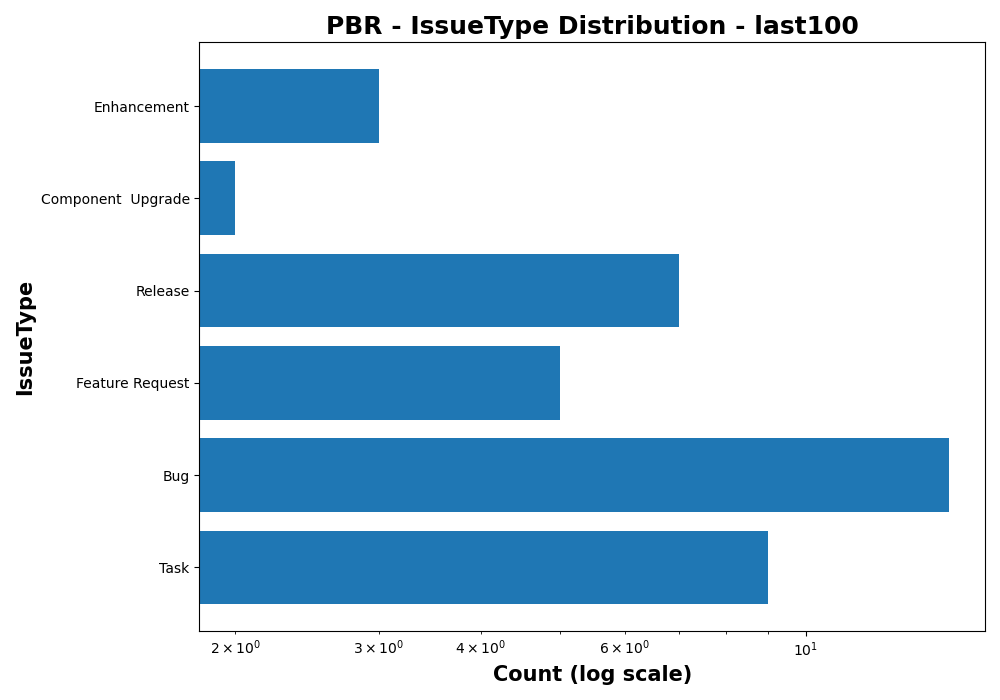 PBR - IssueType Distribution - last100
Enhancement
Component  Upgrade
Release
Feature Request
Bug
Task
IssueType
2 × 10⁰
3 × 10⁰
4 × 10⁰
6 × 10⁰
10¹
Count (log scale)